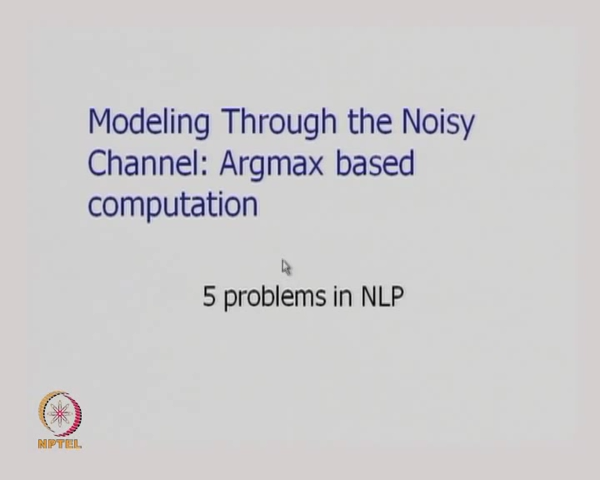 Modeling Through the Noisy
Channel: Argmax based
computation
5 problems in NLP
NPTEL